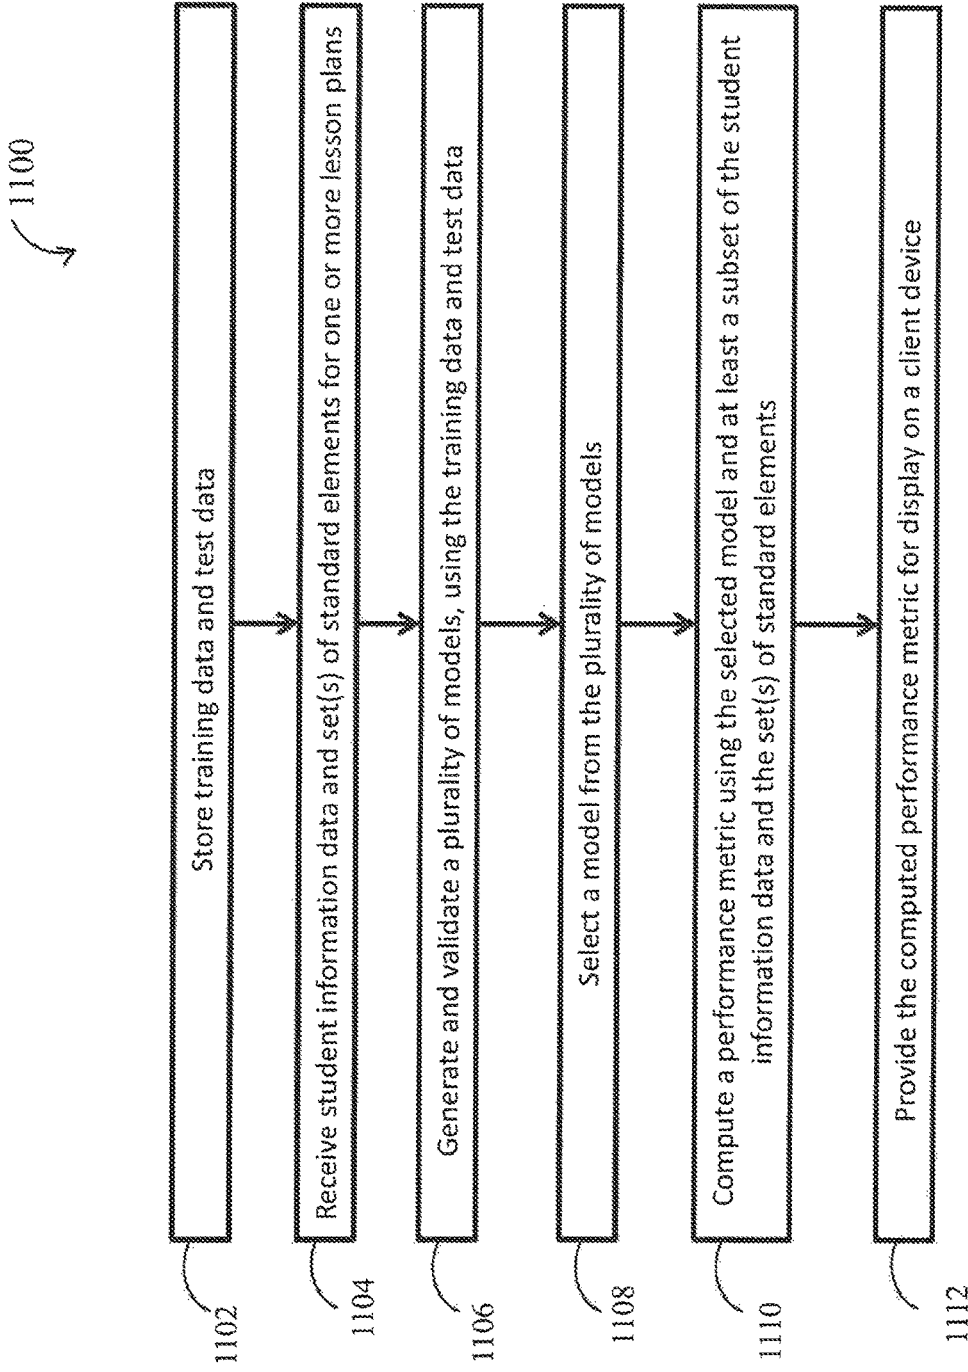 1100
1102
Store training data and test data
1104
Receive student information data and set(s) of standard elements for one or more lesson plans
1106
Generate and validate a plurality of models, using the training data and test data
1108
Select a model from the plurality of models
1110
Compute a performance metric using the selected model and at least a subset of the student
information data and the set(s) of standard elements
1112
Provide the computed performance metric for display on a client device